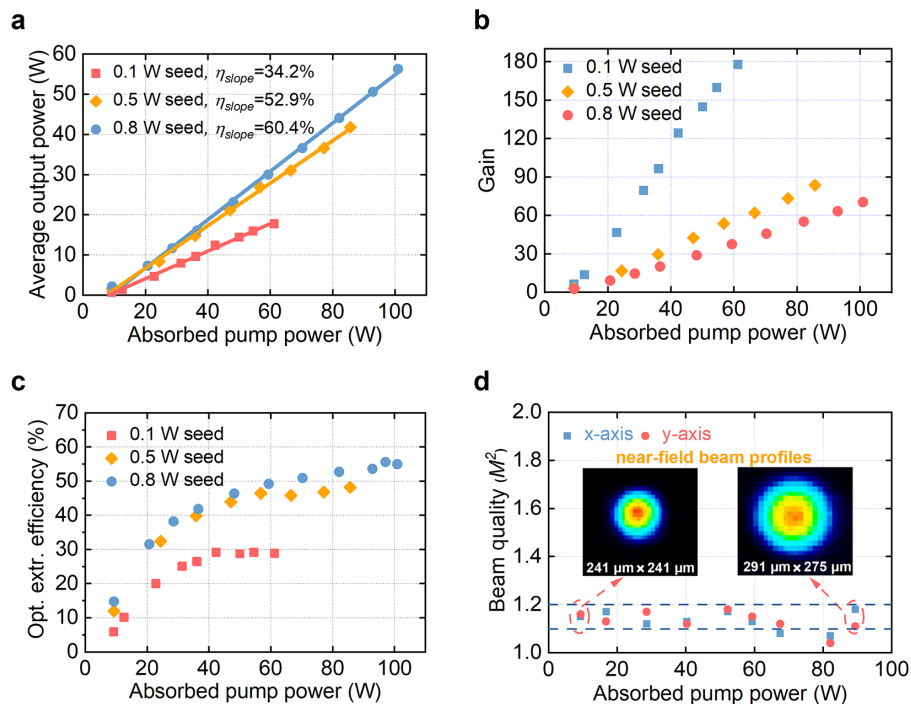 a
Average output power (W)
60
50
40
30
20
10
0
0.1 W seed, ηslope=34.2%
0.5 W seed, ηslope=52.9%
0.8 W seed, ηslope=60.4%
0 20 40 60 80 100
Absorbed pump power (W)
b
Gain
180
150
120
90
60
30
0
0.1 W seed
0.5 W seed
0.8 W seed
0 20 40 60 80 100
Absorbed pump power (W)
c
Opt. extr. efficiency (%)
70
60
50
40
30
20
10
0
0.1 W seed
0.5 W seed
0.8 W seed
0 20 40 60 80 100
Absorbed pump power (W)
d
Beam quality (M²)
2.0
1.8
1.6
1.4
1.2
1.0
x-axis y-axis
near-field beam profiles
241 μm x 241 μm
291 μm x 275 μm
0 20 40 60 80 100
Absorbed pump power (W)